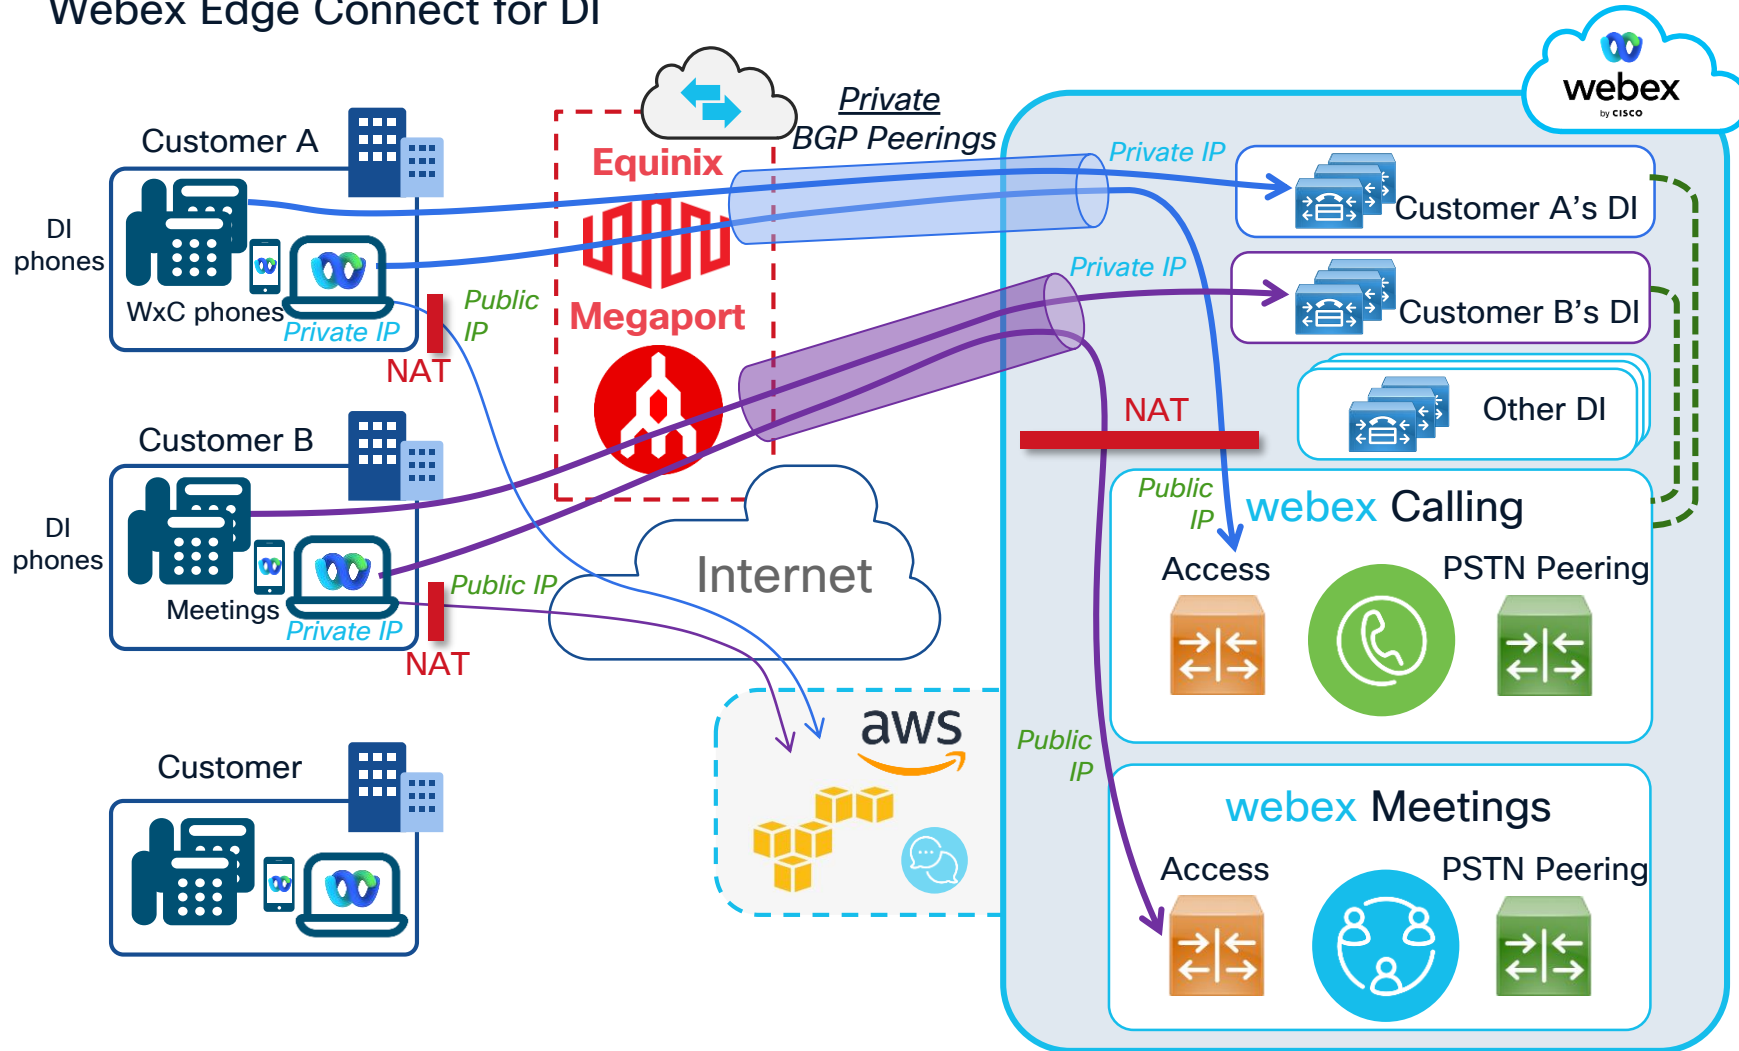 Webex Edge Connect for DI
webex
by CISCO
Private
BGP Peerings
Customer A
Equinix
Private IP
Customer A's DI
DI
phones
WxC phones
Private IP
Public
IP
NAT
Megaport
Private IP
Customer B's DI
Other DI
NAT
Customer B
DI
phones
Meetings
Private IP
Public IP
NAT
Internet
Public
IP
webex Calling
Access
PSTN Peering
aws
Public
IP
Customer
webex Meetings
Access
PSTN Peering